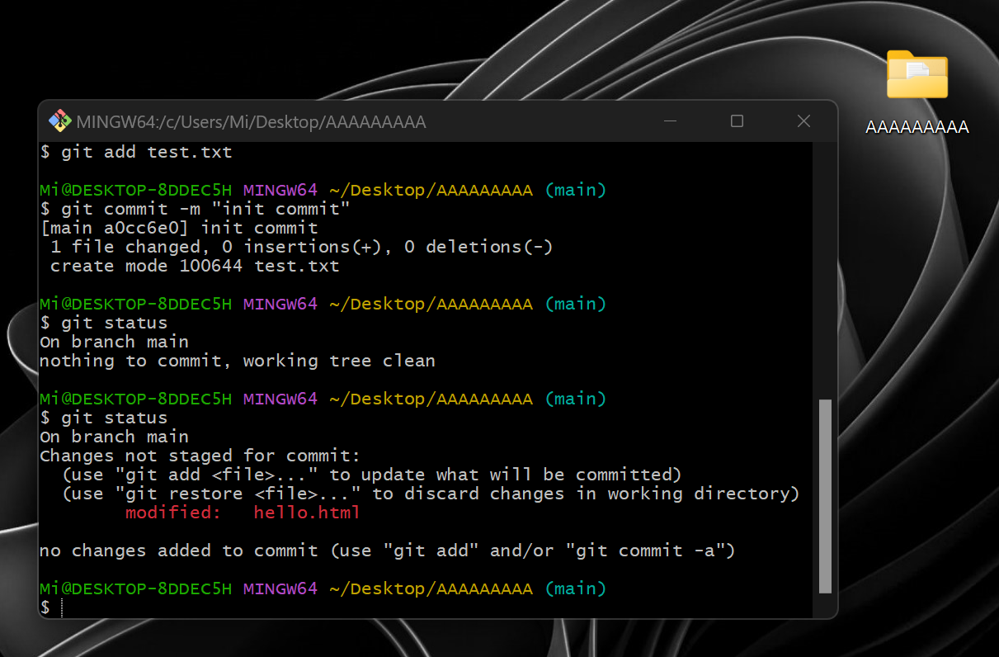 MINGW64:/c/Users/Mi/Desktop/AAAAAAAAA
$ git add test.txt
Mi@DESKTOP-8DDEC5H MINGW64 ~/Desktop/AAAAAAAAA (main)
$ git commit -m "init commit"
[main a0cc6e0] init commit
 1 file changed, 0 insertions(+), 0 deletions(-)
 create mode 100644 test.txt
Mi@DESKTOP-8DDEC5H MINGW64 ~/Desktop/AAAAAAAAA (main)
$ git status
On branch main
nothing to commit, working tree clean
Mi@DESKTOP-8DDEC5H MINGW64 ~/Desktop/AAAAAAAAA (main)
$ git status
On branch main
Changes not staged for commit:
  (use "git add <file>..." to update what will be committed)
  (use "git restore <file>..." to discard changes in working directory)
        modified:   hello.html
no changes added to commit (use "git add" and/or "git commit -a")
Mi@DESKTOP-8DDEC5H MINGW64 ~/Desktop/AAAAAAAAA (main)
$
AAAAAAAAA